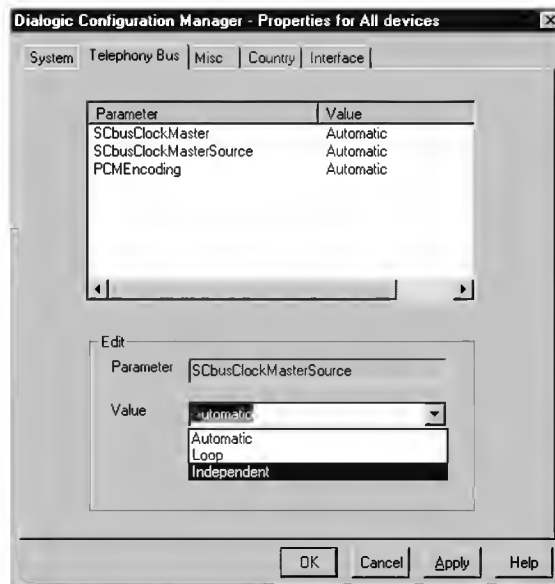 Dialogic Configuration Manager - Properties for All devices
System Telephony Bus Misc Country Interface
Parameter Value
SCbusClockMaster Automatic
SCbusClockMasterSource Automatic
PCMEncoding Automatic
Edit
Parameter SCbusClockMasterSource
Value Automatic
Automatic
Loop
Independent
OK Cancel Apply Help